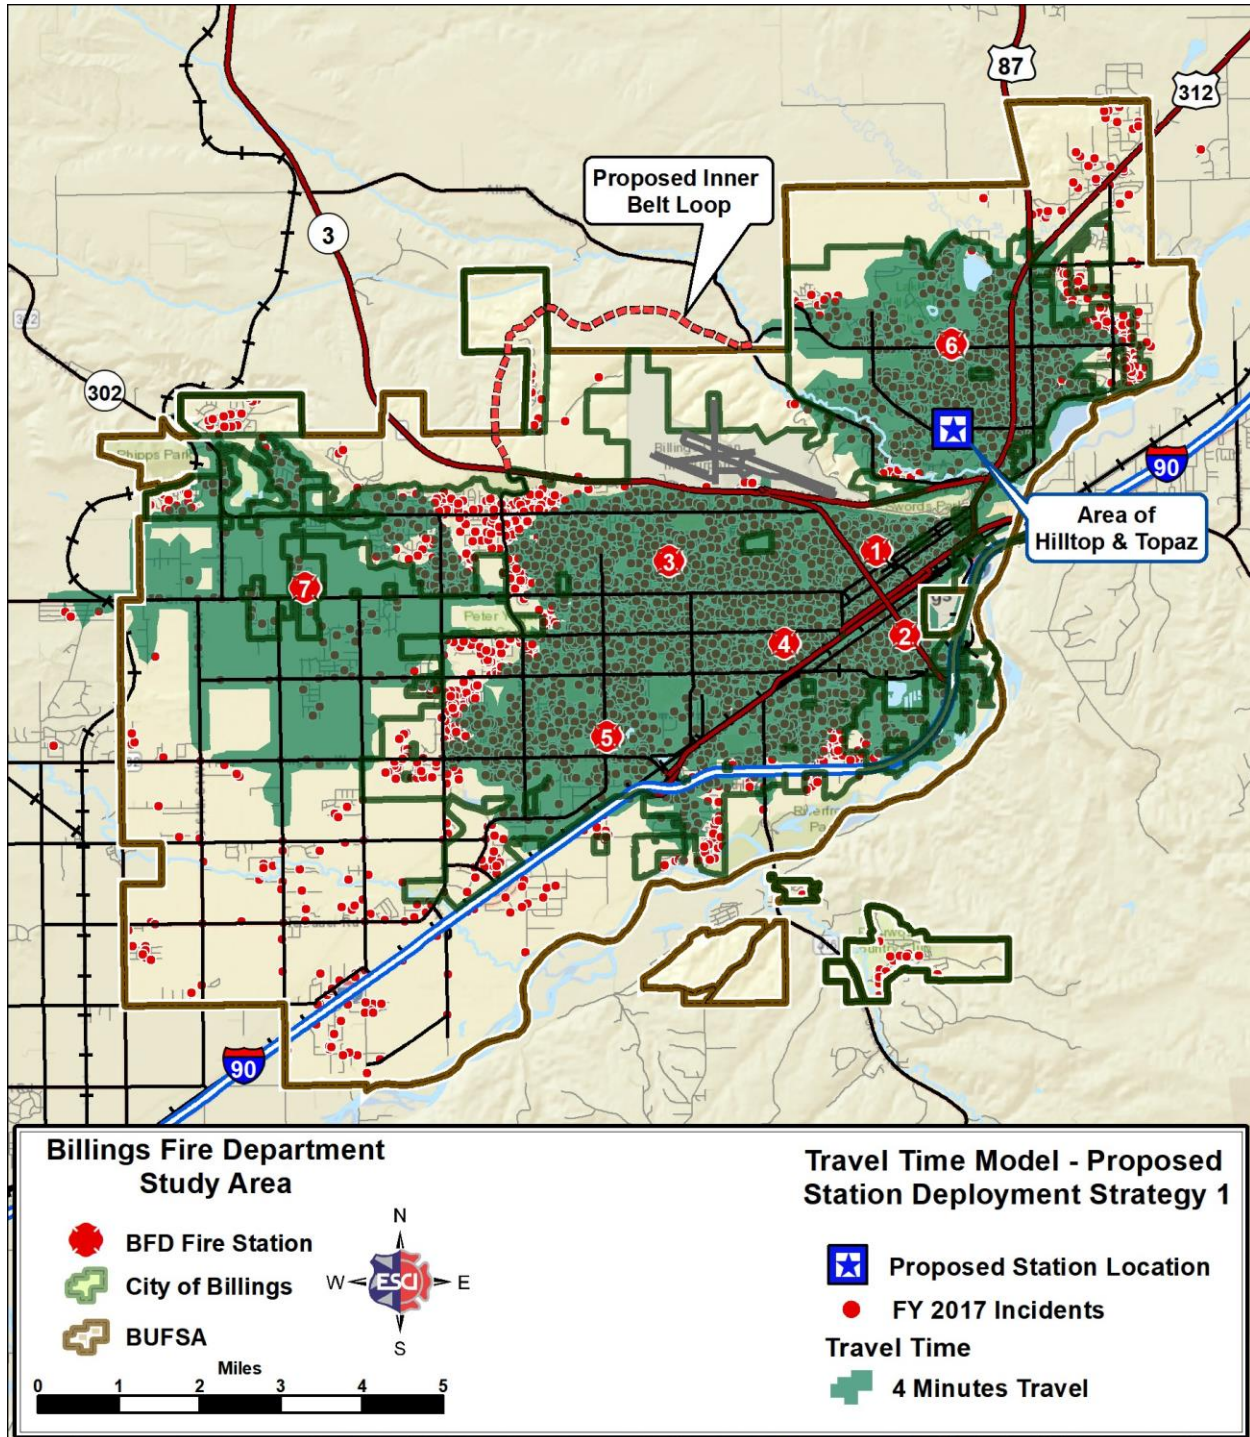 87
312
Proposed Inner
Belt Loop
3
302
6
90
Area of
Hilltop & Topaz
1
3
7
2
4
5
90
Billings Fire Department
Study Area
BFD Fire Station
City of Billings
BUFSA
N
W
ESCI
E
S
Miles
0 1 2 3 4 5
Travel Time Model - Proposed
Station Deployment Strategy 1
Proposed Station Location
FY 2017 Incidents
Travel Time
4 Minutes Travel